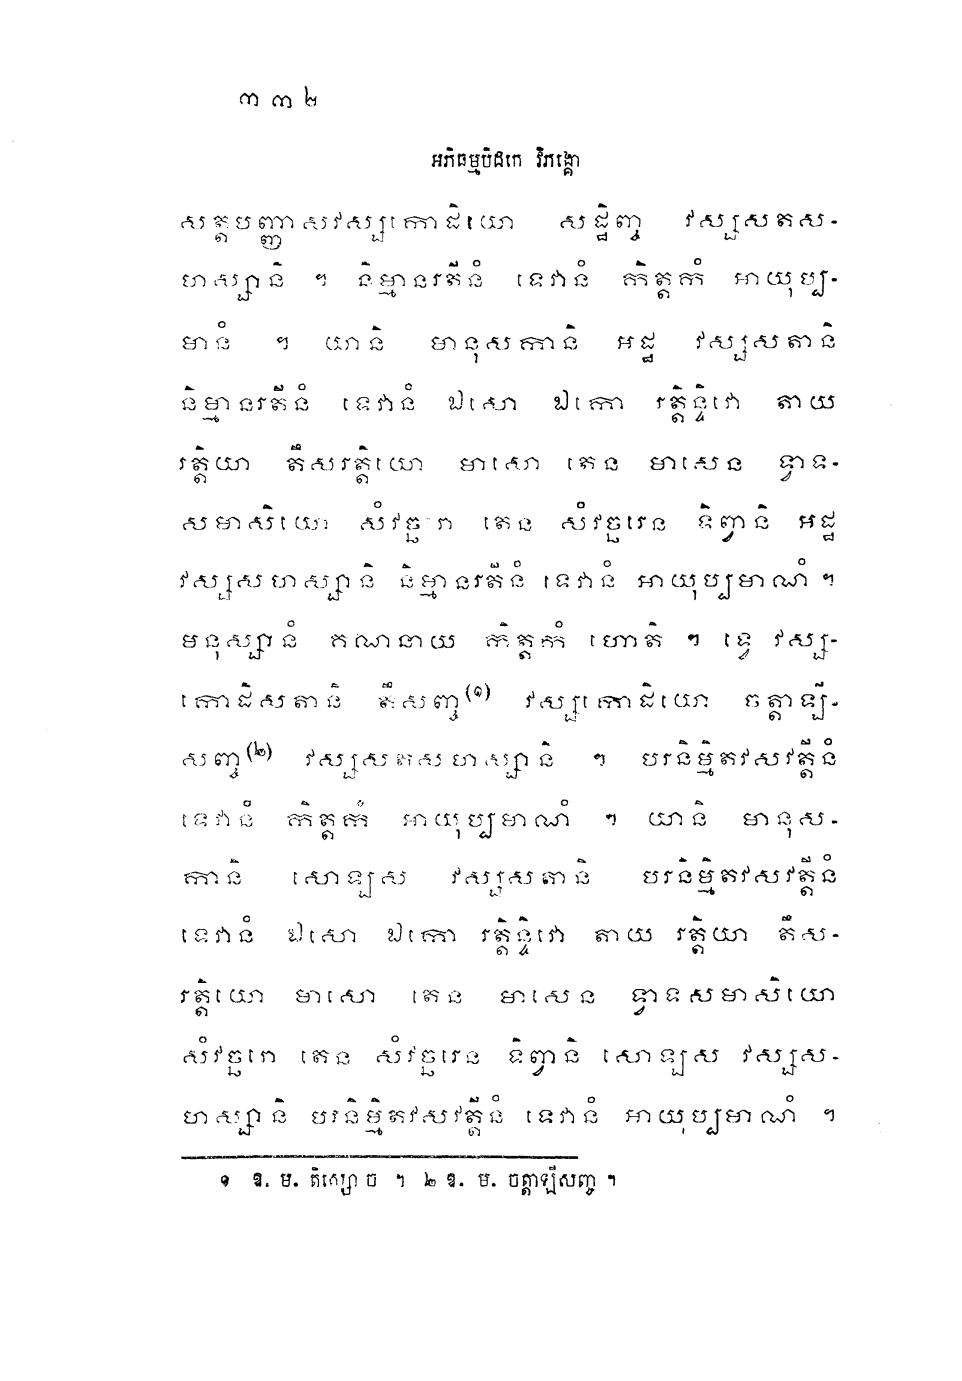 ៣៣២
អភិធម្មបិដកេ វិភង្គោ
សត្តបញ្ញាសវស្សកោដិយោ សដ្ឋិញ្ច វស្សសតស-
ហស្សានិ ។ និម្មានរតីនំ ទេវានំ កិត្តកំ អាយុប្ប-
មានំ ។ យានិ មានុសកានិ អដ្ឋ វស្សសតានិ
និម្មានរតីនំ ទេវានំ ឯសោ ឯកោ រត្តិន្ទិវោ តាយ
រត្តិយា តឹសរត្តិយោ មាសោ តេន មាសេន ទ្វាទ-
សមាសិយោ សំវច្ឆរោ តេន សំវច្ឆរេន ទិព្វានិ អដ្ឋ
វស្សសហស្សានិ និម្មានរតីនំ ទេវានំ អាយុប្បមាណំ ។
មនុស្សានំ គណនាយ កិត្តកំ ហោតិ ។ ទ្វេ វស្ស-
កោដិសតានិ តឹសញ្ច(១) វស្សកោដិយោ ចត្តាឡី-
សញ្ច(២) វស្សសតសហស្សានិ ។ បរនិម្មិតវសវត្តីនំ
ទេវានំ កិត្តកំ អាយុប្បមាណំ ។ យានិ មានុស-
កានិ សោឡស វស្សសតានិ បរនិម្មិតវសវត្តីនំ
ទេវានំ ឯសោ ឯកោ រត្តិន្ទិវោ តាយ រត្តិយា តឹស-
រត្តិយោ មាសោ តេន មាសេន ទ្វាទសមាសិយោ
សំវច្ឆរោ តេន សំវច្ឆរេន ទិព្វានិ សោឡស វស្សស-
ហស្សានិ បរនិម្មិតវសវត្តីនំ ទេវានំ អាយុប្បមាណំ ។
១ ឧ. ម. តិស្សោ ច ។ ២ ឧ. ម. ចត្តាឡីសញ្ច ។